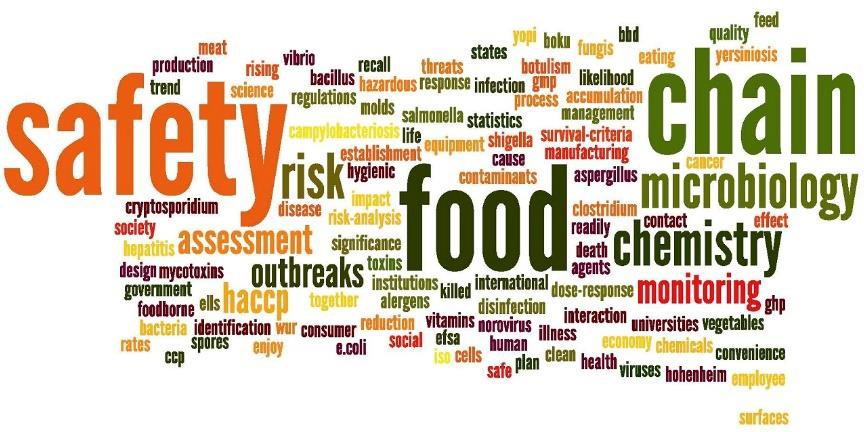 feed
yopi boku fungis bbd quality
meat states eating yersiniosis
production rising vibrio recall threats botulism likelihood chain
trend science bacillus hazardous response infection gmp accumulation
safety regulations molds salmonella statistics process management
campylobacteriosis life equipment shigella survival-criteria
establishment cause manufacturing cancer
risk hygienic contaminants aspergillus microbiology
cryptosporidium disease impact food clostridium contact effect
society risk-analysis readily
hepatitis assessment significance death chemistry
design mycotoxins outbreaks toxins agents
government institutions killed international dose-response monitoring ghp
foodborne ells haccp together alergens disinfection
bacteria identification wur consumer reduction vitamins norovirus interaction universities vegetables
rates spores enjoy e.coli social efsa human illness economy chemicals
ccp iso cells plan clean health convenience
safe viruses hohenheim employee
surfaces